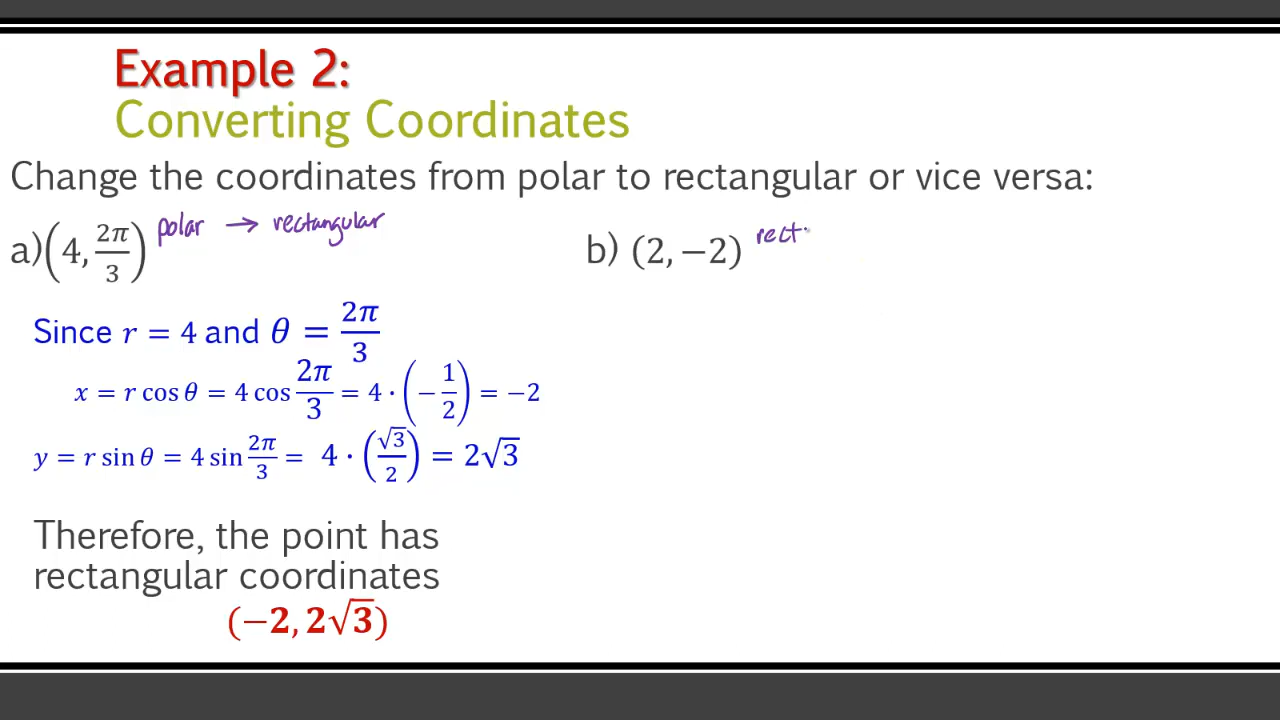 Example 2:
Converting Coordinates
Change the coordinates from polar to rectangular or vice versa:
a)(4, 2π/3) polar → rectangular
b) (2, −2) rect
Since r = 4 and θ = 2π/3
x = r cos θ = 4 cos 2π/3 = 4 · (−1/2) = −2
y = r sin θ = 4 sin 2π/3 = 4 · (√3/2) = 2√3
Therefore, the point has
rectangular coordinates
(−2, 2√3)